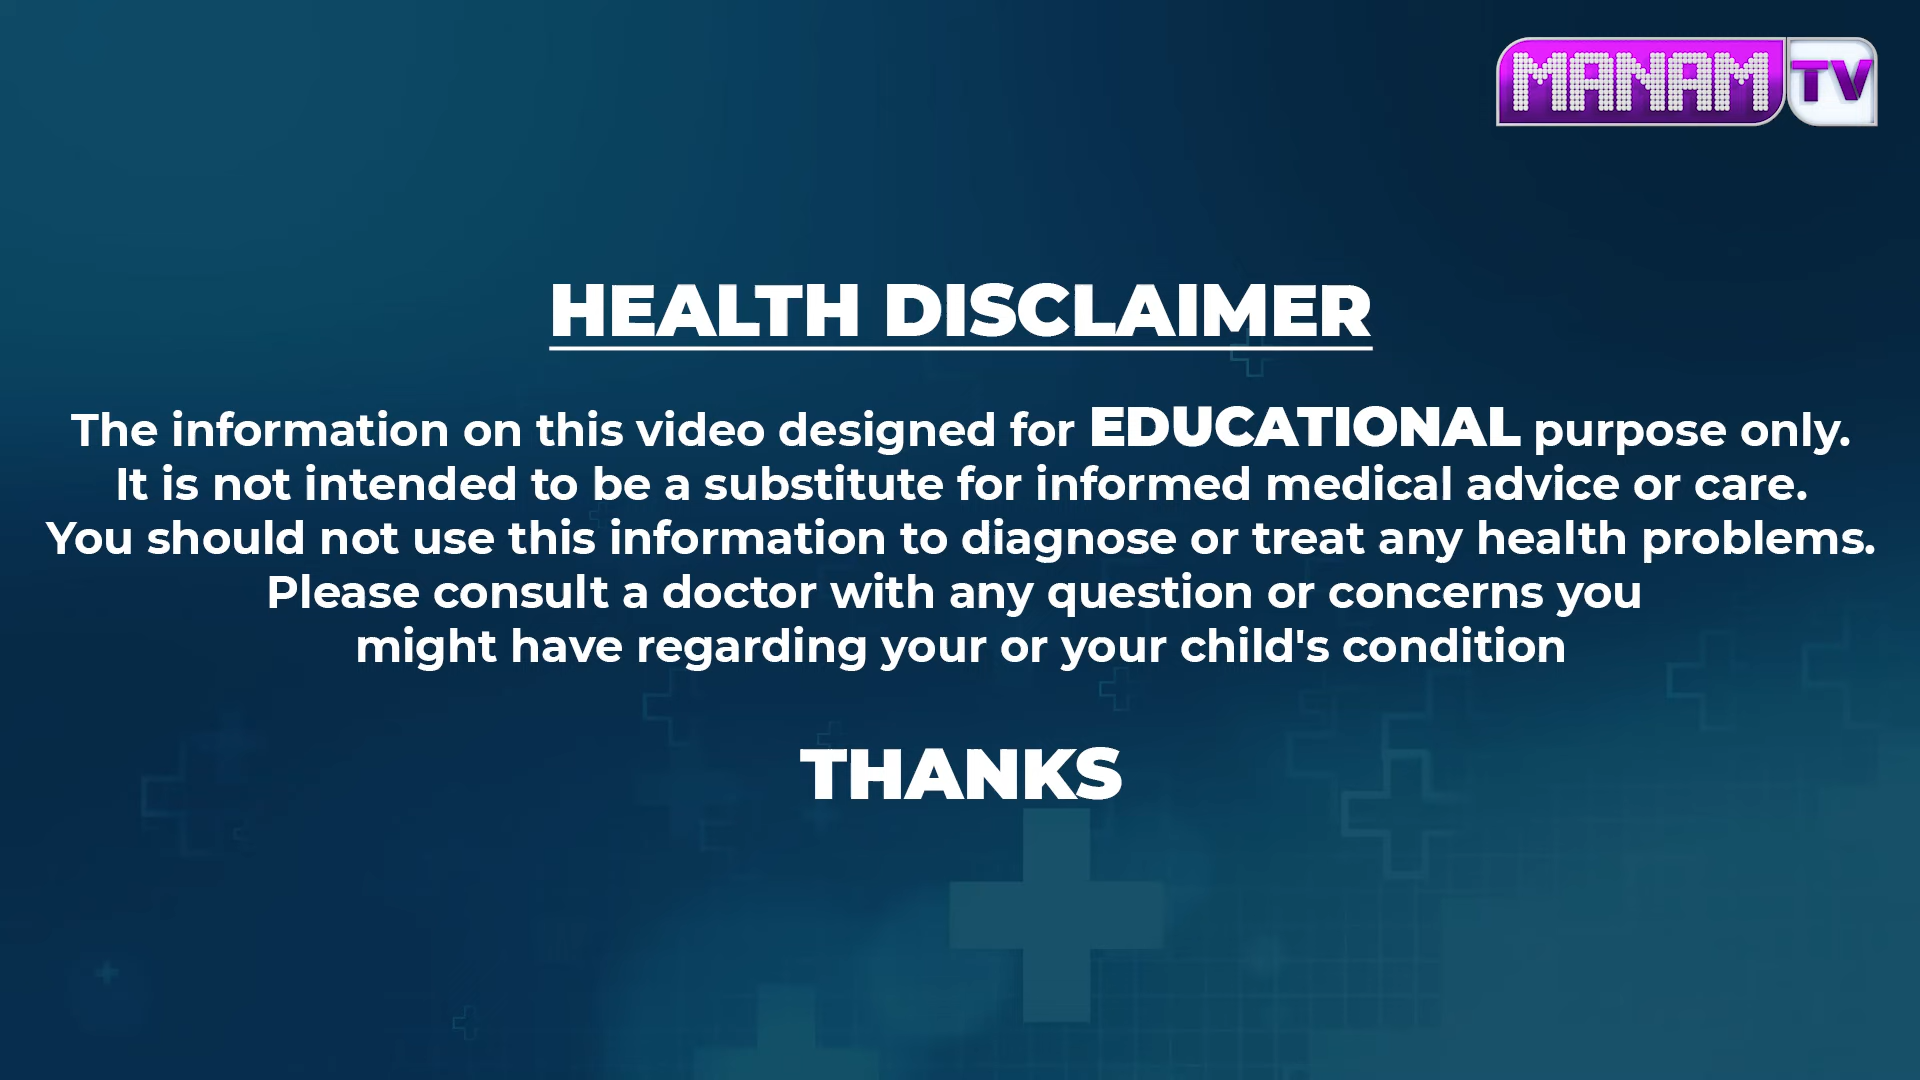 MANAM TV
HEALTH DISCLAIMER
The information on this video designed for EDUCATIONAL purpose only.
It is not intended to be a substitute for informed medical advice or care.
You should not use this information to diagnose or treat any health problems.
Please consult a doctor with any question or concerns you
might have regarding your or your child's condition
THANKS